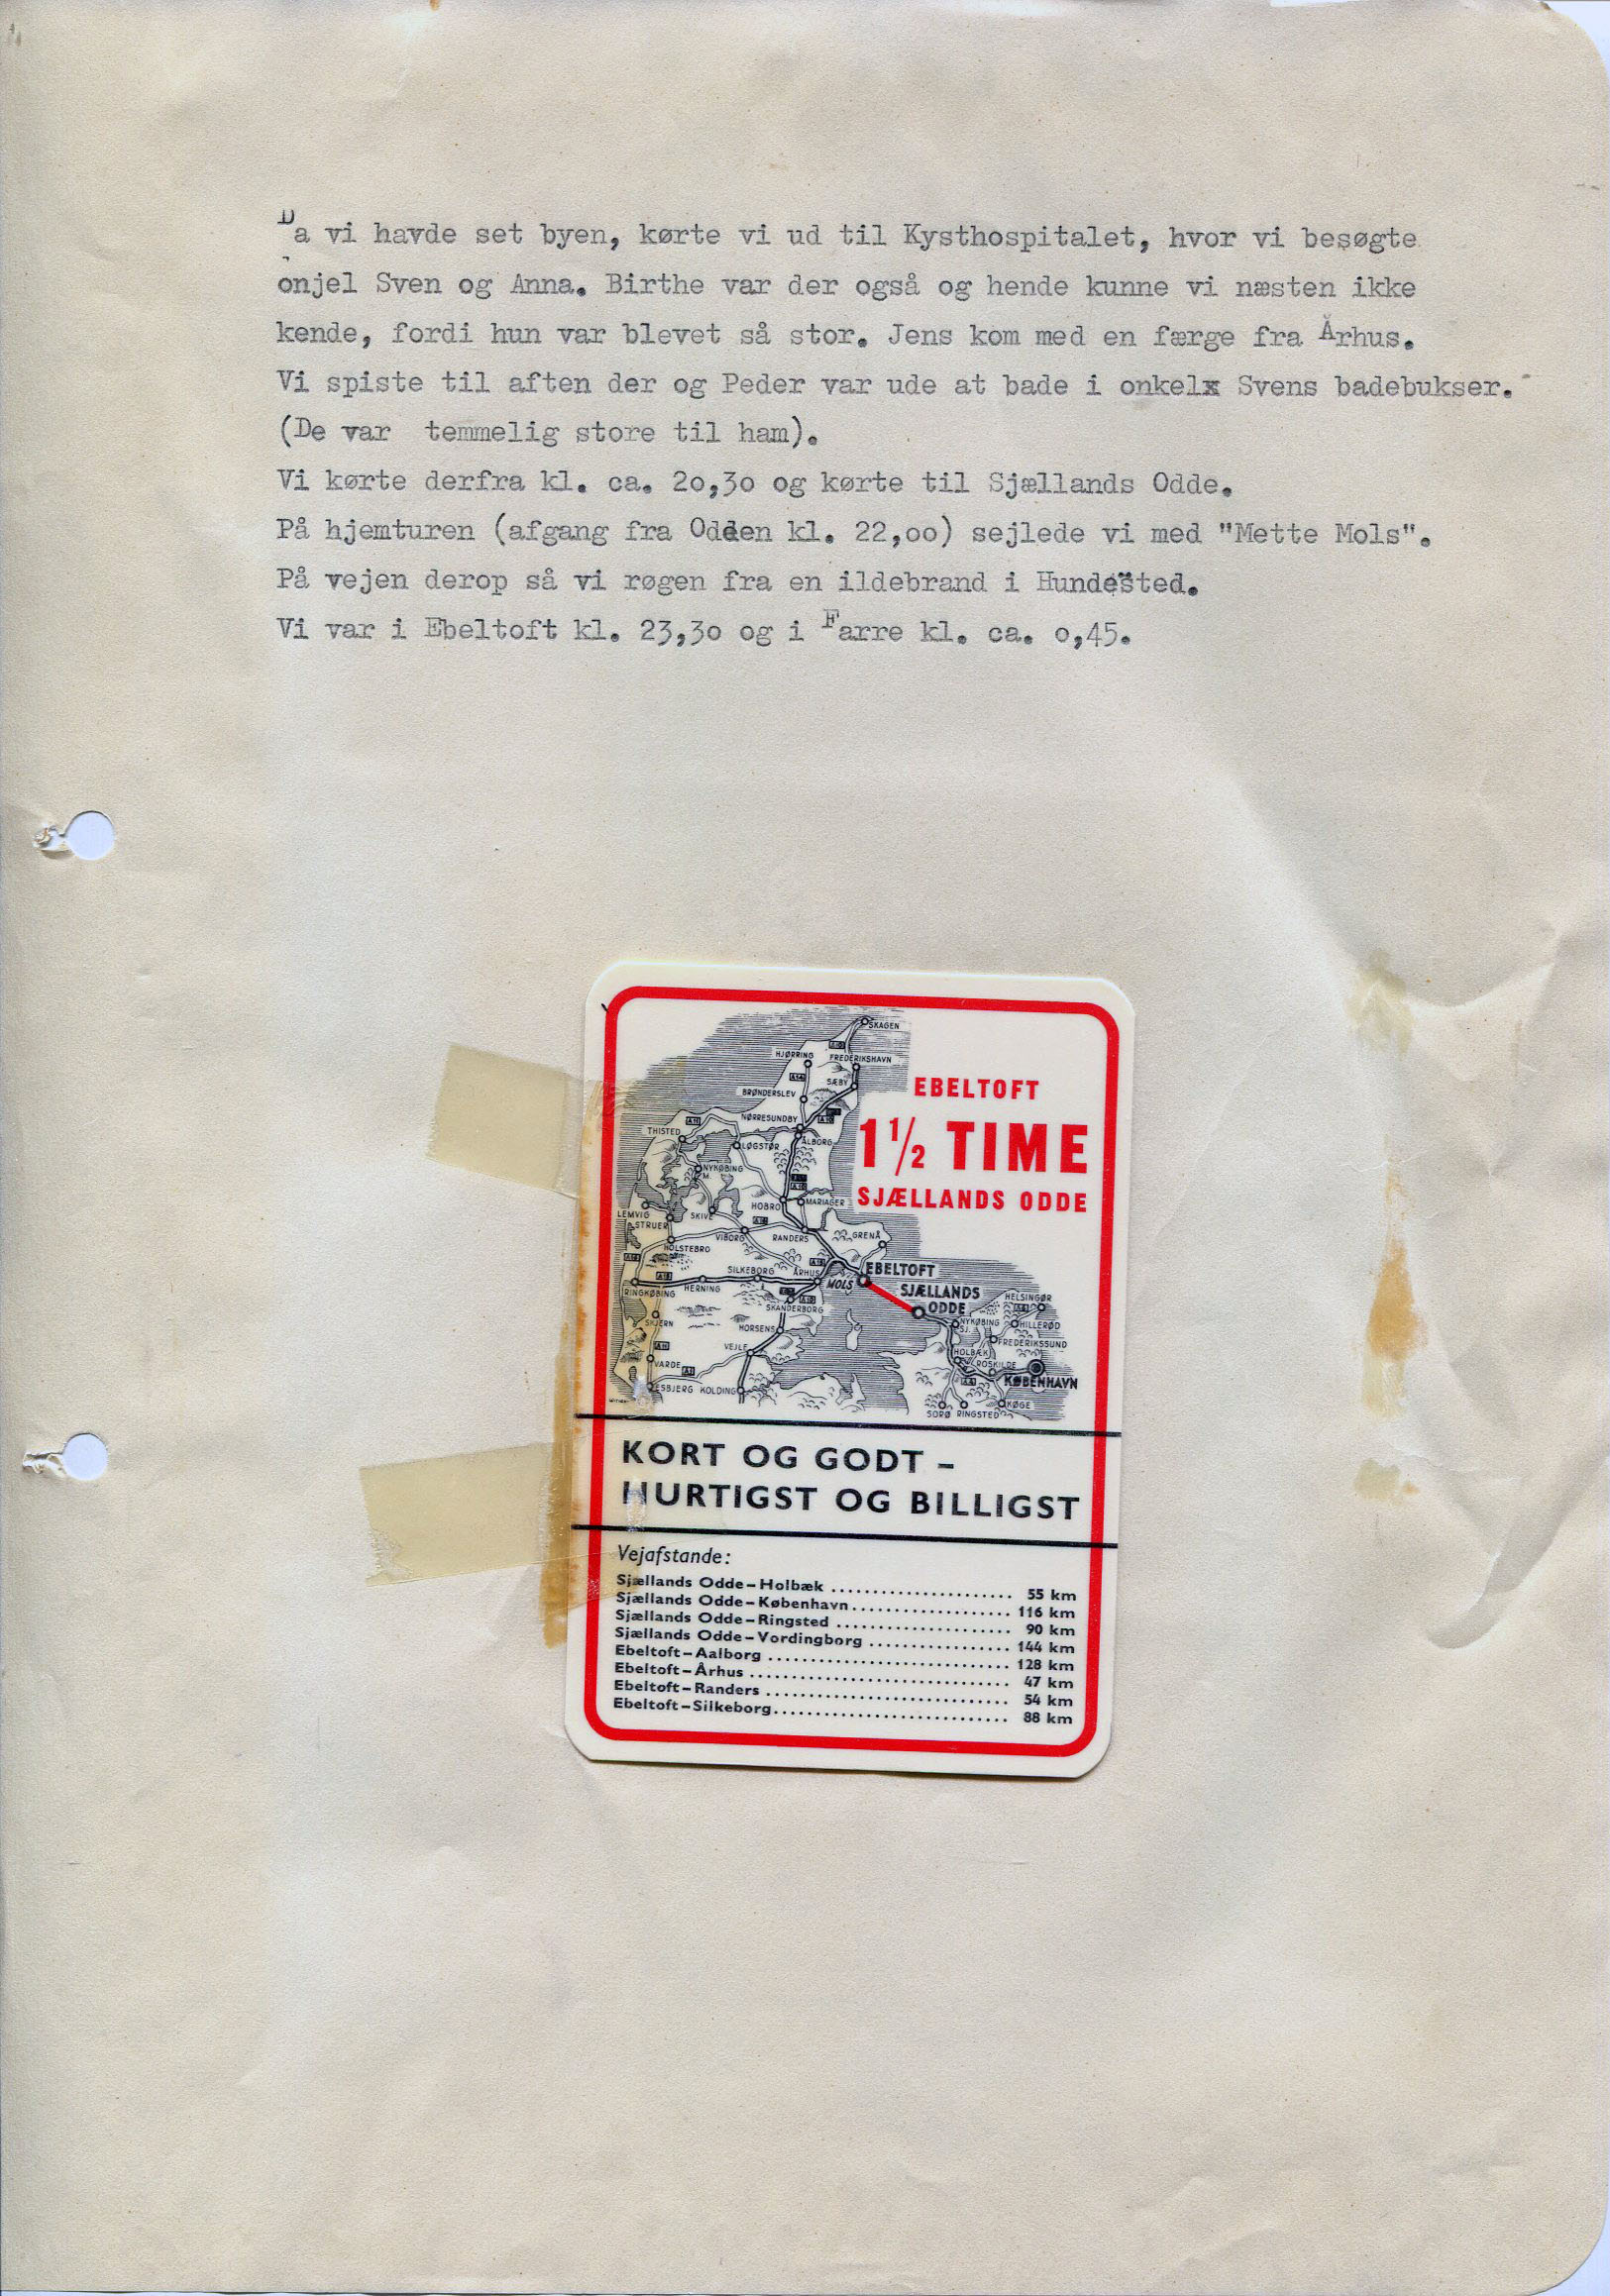 Da vi havde set byen, kørte vi ud til Kysthospitalet, hvor vi besøgte
onjel Sven og Anna. Birthe var der også og hende kunne vi næsten ikke
kende, fordi hun var blevet så stor. Jens kom med en færge fra Århus.
Vi spiste til aften der og Peder var ude at bade i onkelx Svens badebukser.
(De var temmelig store til ham).
Vi kørte derfra kl. ca. 20,30 og kørte til Sjællands Odde.
På hjemturen (afgang fra Odden kl. 22,00) sejlede vi med "Mette Mols".
På vejen derop så vi røgen fra en ildebrand i Hundested.
Vi var i Ebeltoft kl. 23,30 og i Farre kl. ca. 0,45.
SKAGEN
HJØRRING FREDERIKSHAVN
SÆBY
BRØNDERSLEV
EBELTOFT
NØRRESUNDBY
THISTED
ÅLBORG
LØGSTØR
1 1/2 TIME
NYKØBING M.
SJÆLLANDS ODDE
HOBRO MARIAGER
LEMVIG
SKIVE
STRUER
VIBORG RANDERS GRENÅ
HOLSTEBRO
SILKEBORG ÅRHUS MOLS EBELTOFT
RINGKØBING HERNING
SJÆLLANDS ODDE
HELSINGØR
SKANDERBORG
SKJERN
HORSENS
NYKØBING SJ. HILLERØD
FREDERIKSSUND
VEJLE
HOLBÆK
VARDE
ROSKILDE
KØBENHAVN
ESBJERG KOLDING
KØGE
SORØ RINGSTED
KORT OG GODT –
HURTIGST OG BILLIGST
Vejafstande:
Sjællands Odde–Holbæk ...................... 55 km
Sjællands Odde–København ................... 116 km
Sjællands Odde–Ringsted ..................... 90 km
Sjællands Odde–Vordingborg ................. 144 km
Ebeltoft–Aalborg ............................. 128 km
Ebeltoft–Århus ............................... 47 km
Ebeltoft–Randers ............................. 54 km
Ebeltoft–Silkeborg ............................ 88 km